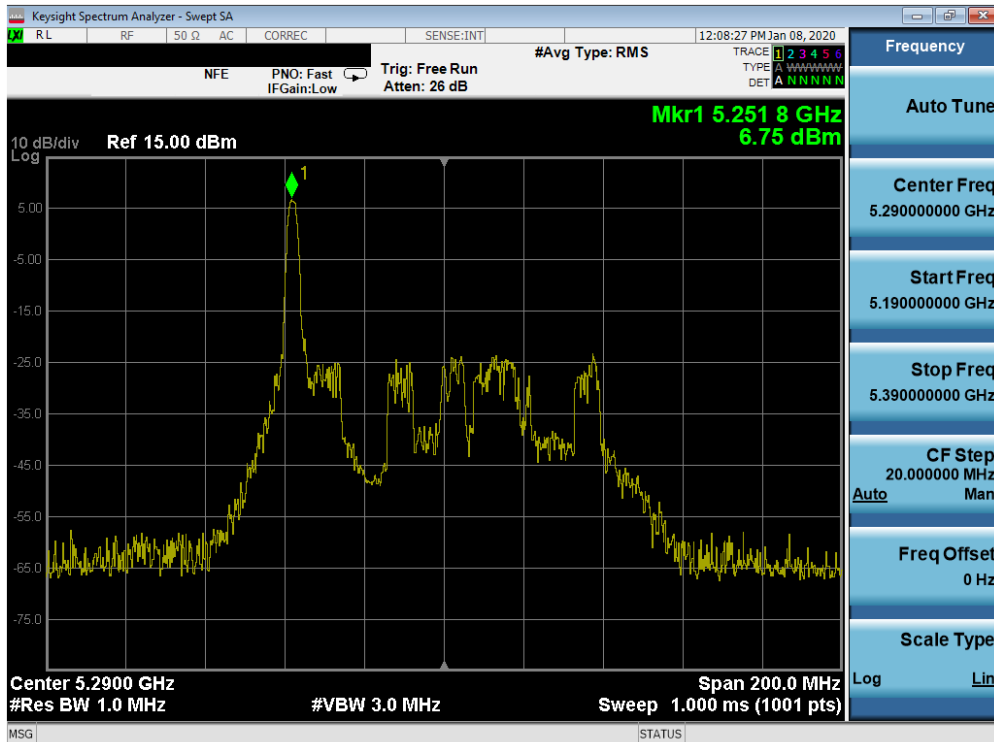 Keysight Spectrum Analyzer - Swept SA
LXI RL RF 50 Ω AC CORREC SENSE:INT 12:08:27 PM Jan 08, 2020
#Avg Type: RMS TRACE 1 2 3 4 5 6
NFE PNO: Fast Trig: Free Run TYPE A WWWWW
IFGain:Low Atten: 26 dB DET A N N N N N
Mkr1 5.251 8 GHz
6.75 dBm
10 dB/div Ref 15.00 dBm
Log
1
5.00
-5.00
-15.0
-25.0
-35.0
-45.0
-55.0
-65.0
-75.0
Center 5.2900 GHz Span 200.0 MHz
#Res BW 1.0 MHz #VBW 3.0 MHz Sweep 1.000 ms (1001 pts)
MSG STATUS
Frequency
Auto Tune
Center Freq
5.290000000 GHz
Start Freq
5.190000000 GHz
Stop Freq
5.390000000 GHz
CF Step
20.000000 MHz
Auto Man
Freq Offset
0 Hz
Scale Type
Log Lin